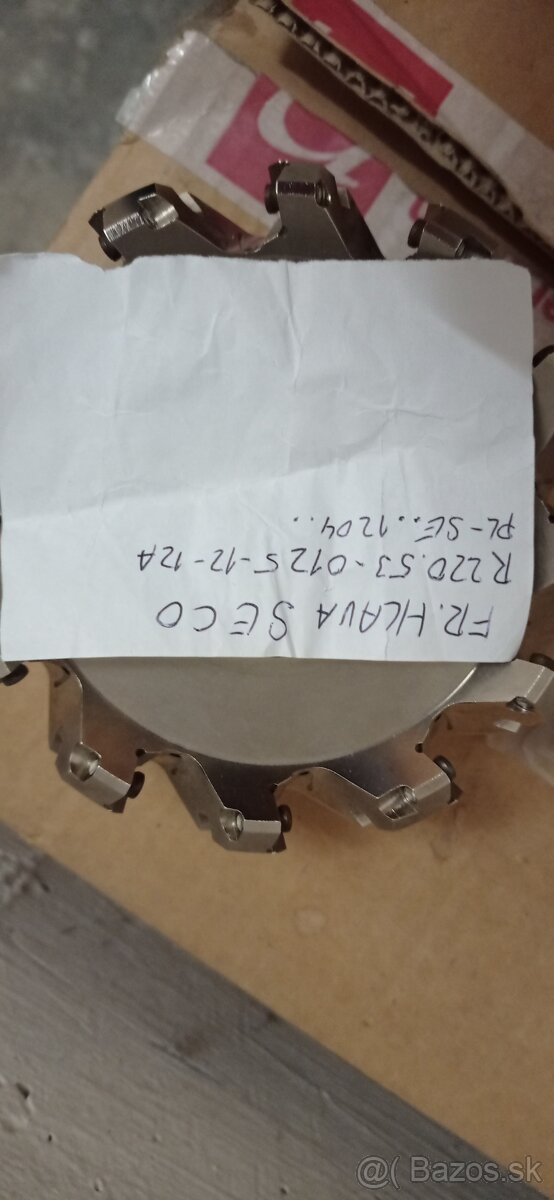 FR. HLAVA SECO
R220.53-0125-12-12A
PL-SE..1204..
@( Bazos.sk